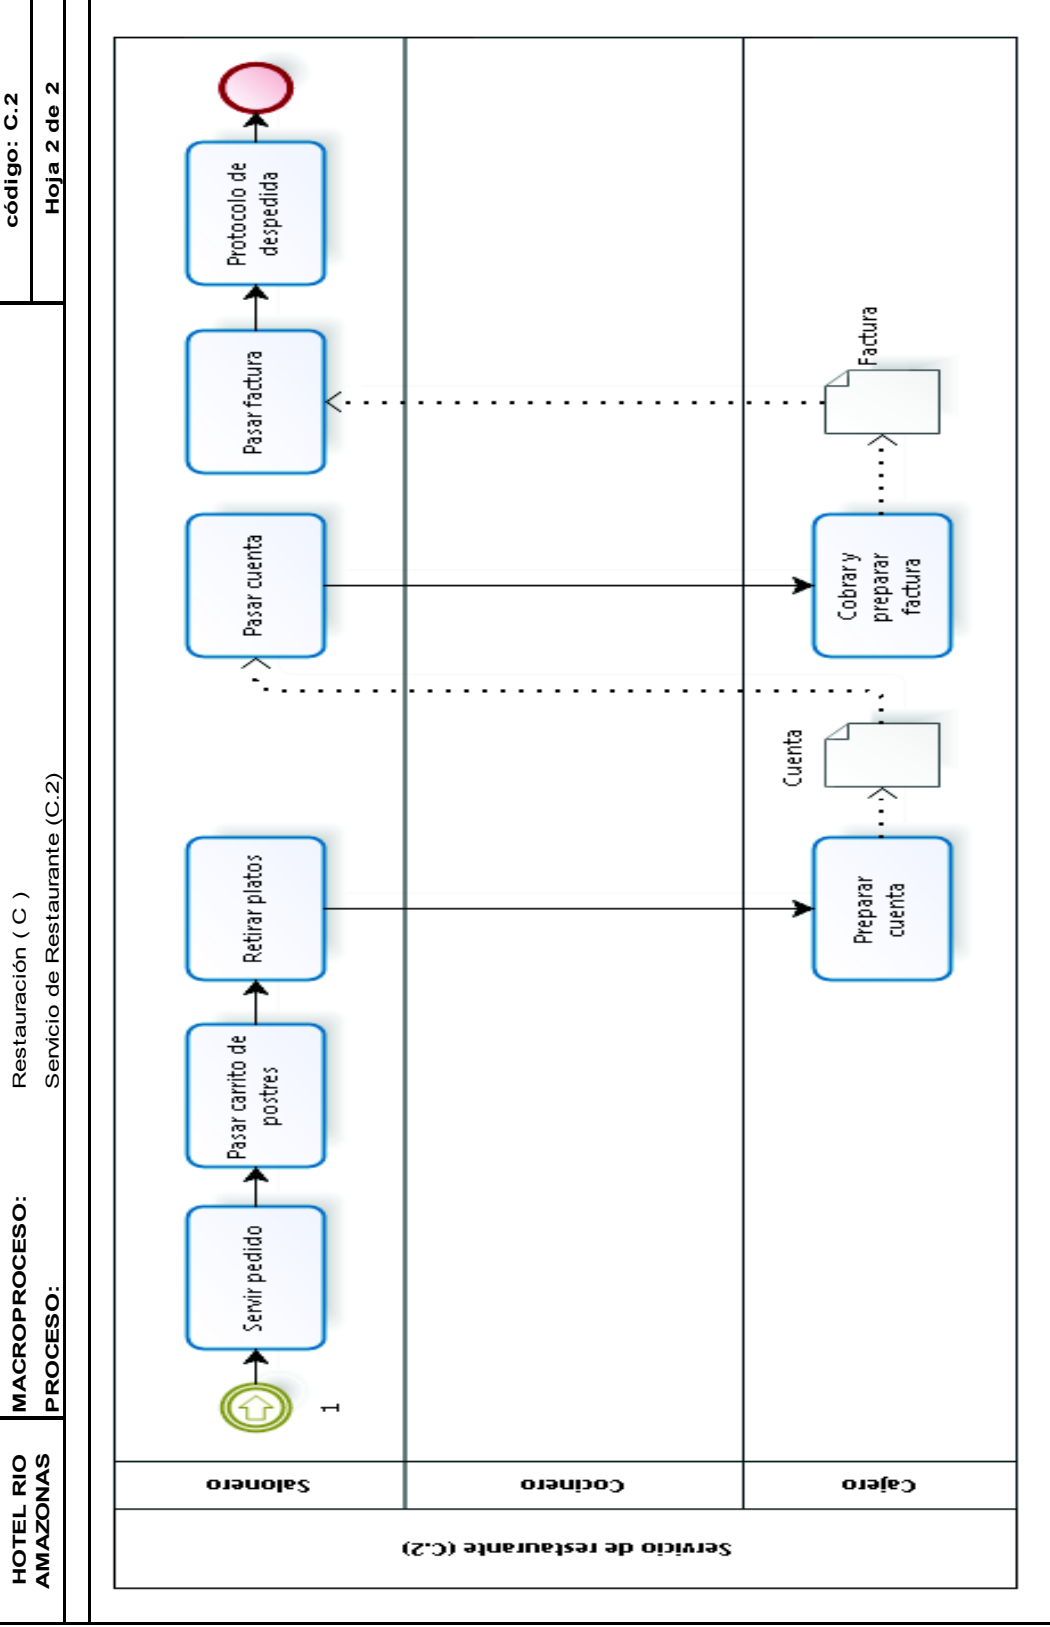 HOTEL RIO
AMAZONAS
MACROPROCESO:
Restauración ( C )
PROCESO:
Servicio de Restaurante (C.2)
código: C.2
Hoja 2 de 2
Servicio de restaurante (C.2)
Salonero
1
Servir pedido
Pasar carrito de
postres
Retirar platos
Pasar cuenta
Pasar factura
Protocolo de
despedida
Cocinero
Cajero
Preparar
cuenta
Cuenta
Cobrar y
preparar
factura
Factura